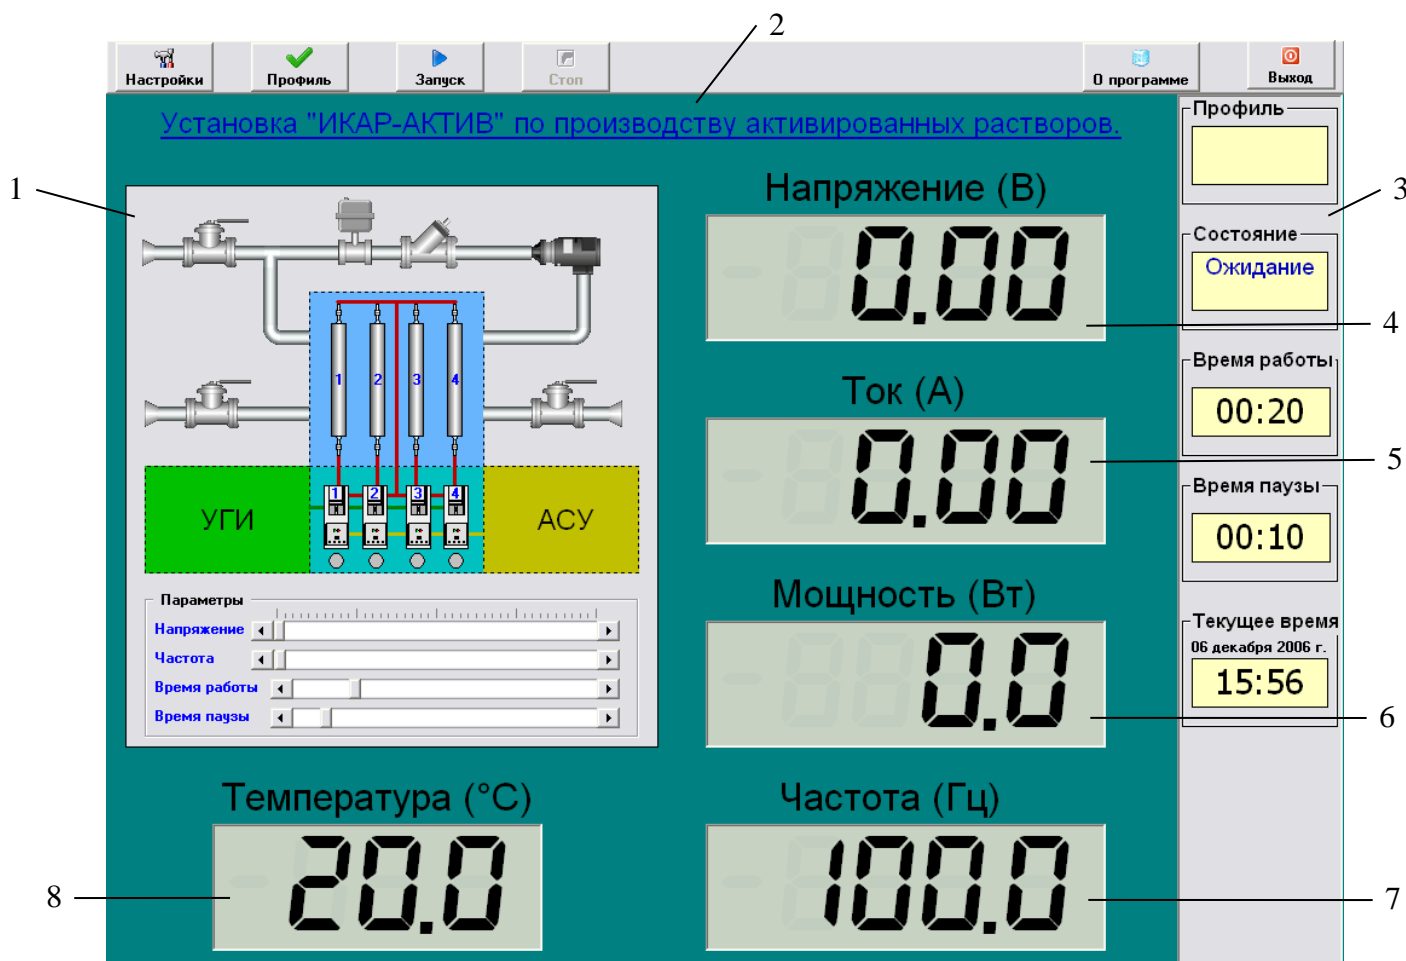 2
Настройки
Профиль
Запуск
Стоп
О программе
Выход
Установка "ИКАР-АКТИВ" по производству активированных растворов.
Профиль
1
3
Напряжение (В)
0.00
4
Состояние
Ожидание
1 2 3 4
Ток (А)
0.00
5
Время работы
00:20
УГИ
1 2 3 4
АСУ
Время паузы
00:10
Параметры
Напряжение
Частота
Время работы
Время паузы
Мощность (Вт)
0.0
6
Текущее время
06 декабря 2006 г.
15:56
Температура (°С)
20.0
8
Частота (Гц)
100.0
7